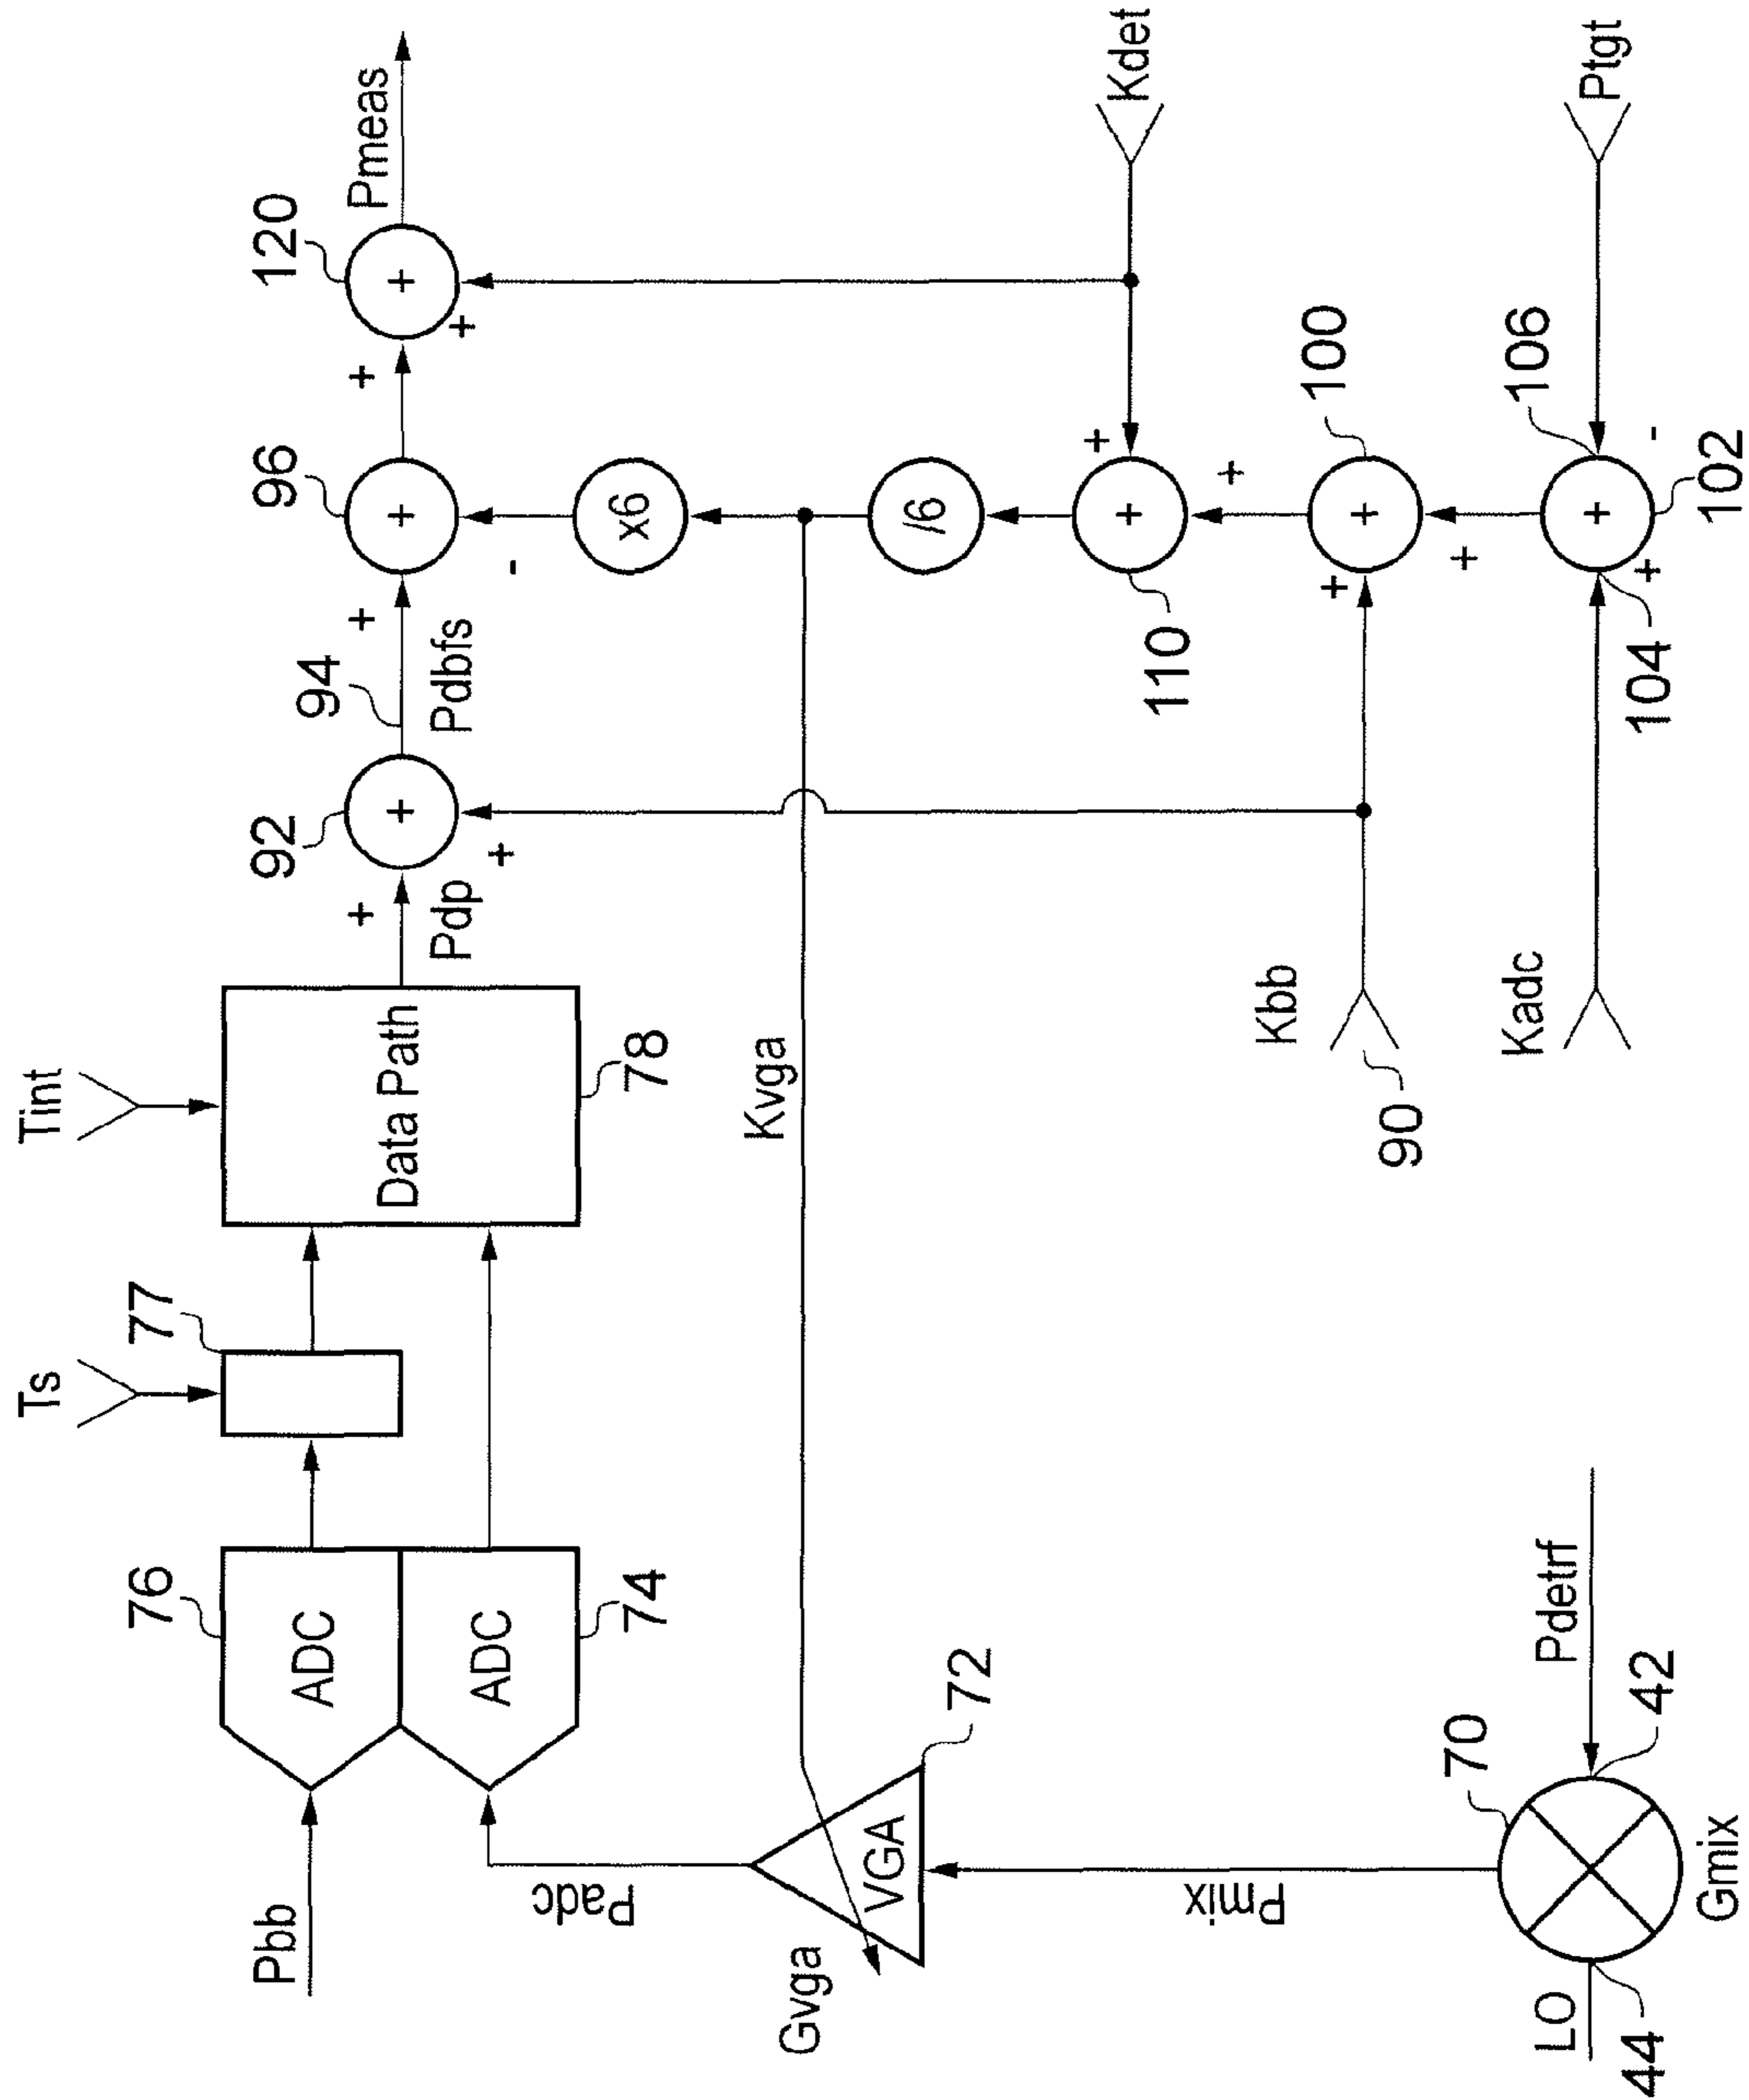 Pbb
76
ADC
ADC
74
Ts
77
Tint
Data Path
78
+
Pdp
92
+
+
94
Pdbfs
+
96
+
-
+
120
+
+
Pmeas
x6
/6
Kvga
Gvga
VGA
72
Padc
Pmix
110
+
+
Kdet
+
100
+
+
+
Kbb
90
Kadc
104
+
+
106
-
102
Ptgt
LO
44
70
42
Pdetrf
Gmix